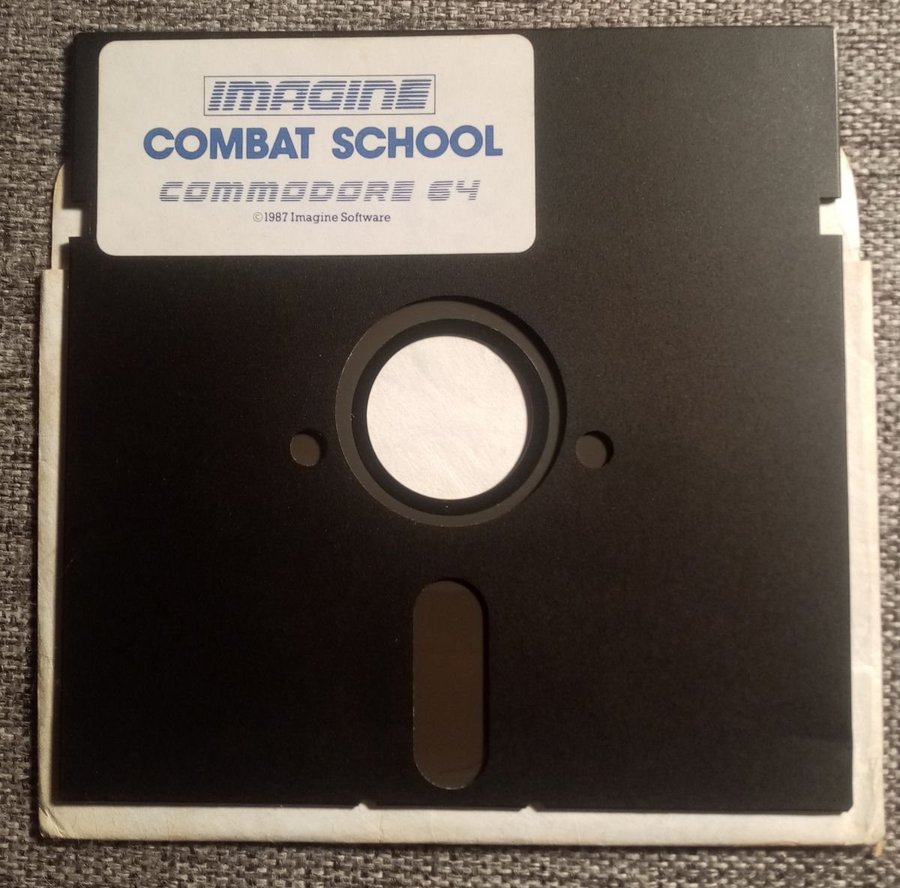 IMAGINE
COMBAT SCHOOL
COMMODORE 64
©1987 Imagine Software